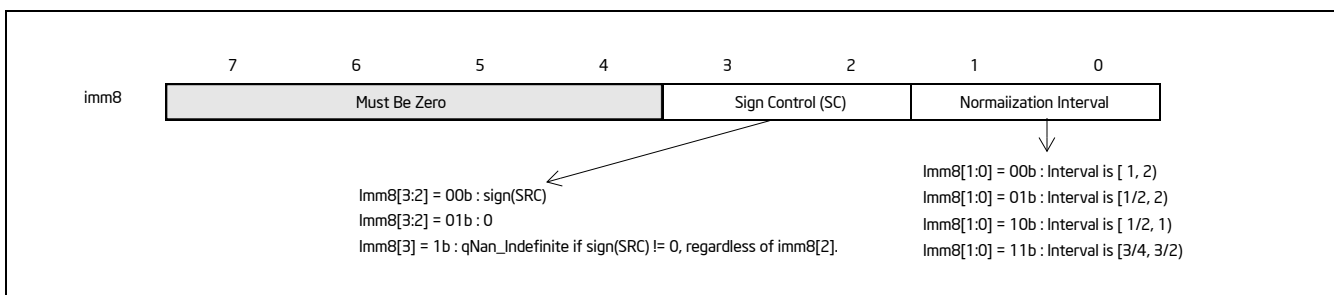 7 6 5 4 3 2 1 0
imm8 Must Be Zero Sign Control (SC) Normaiization Interval
Imm8[3:2] = 00b : sign(SRC)
Imm8[3:2] = 01b : 0
Imm8[3] = 1b : qNan_Indefinite if sign(SRC) != 0, regardless of imm8[2].
Imm8[1:0] = 00b : Interval is [ 1, 2)
Imm8[1:0] = 01b : Interval is [1/2, 2)
Imm8[1:0] = 10b : Interval is [ 1/2, 1)
Imm8[1:0] = 11b : Interval is [3/4, 3/2)